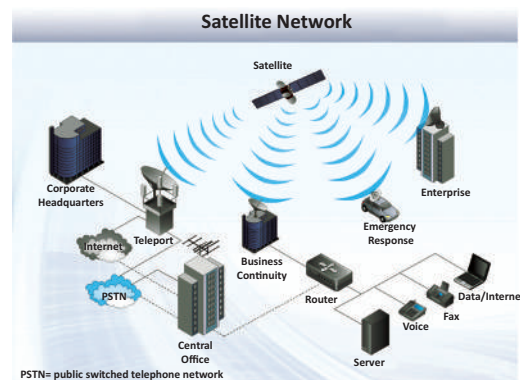 Satellite Network
Satellite
Corporate
Headquarters
Enterprise
Teleport
Emergency
Response
Internet
Business
Continuity
PSTN
Router
Data/Interne
Fax
Voice
Central
Office
Server
PSTN= public switched telephone network